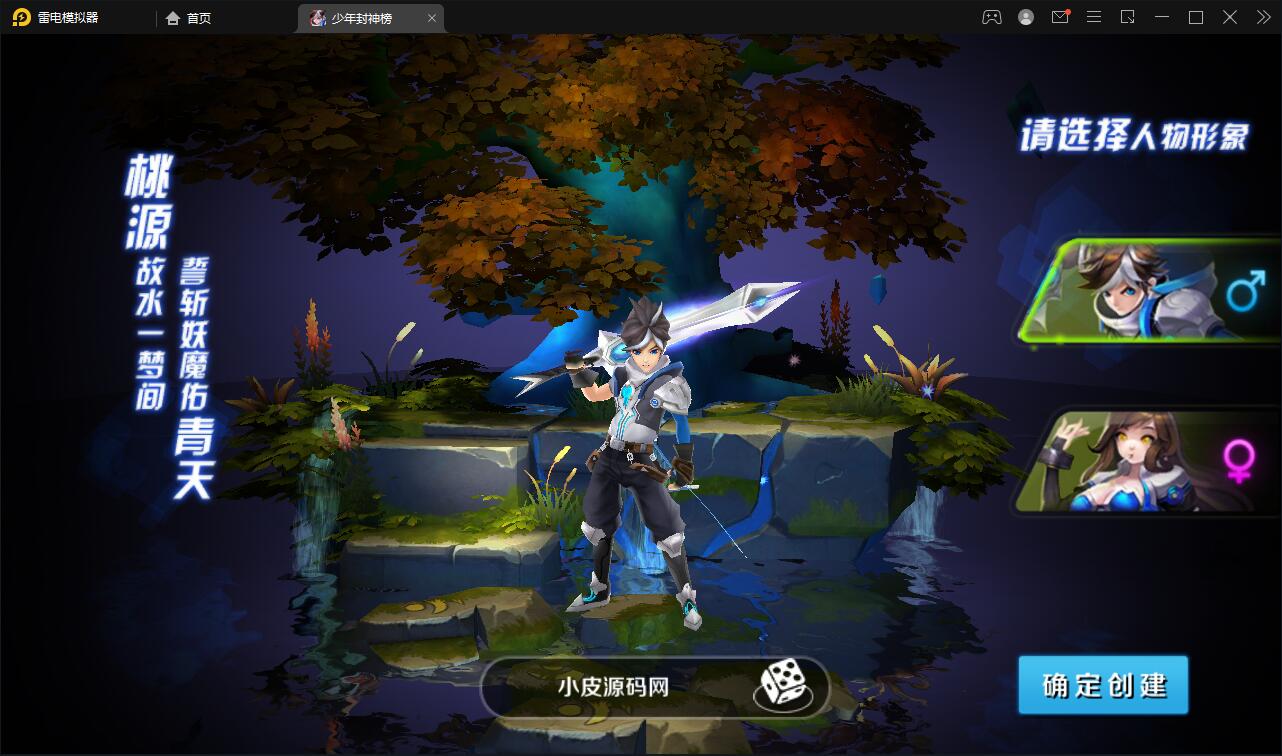 雷电模拟器
首页
少年封神榜
请选择人物形象
桃源
故水一梦间
誓斩妖魔佑青天
小皮源码网
确定创建